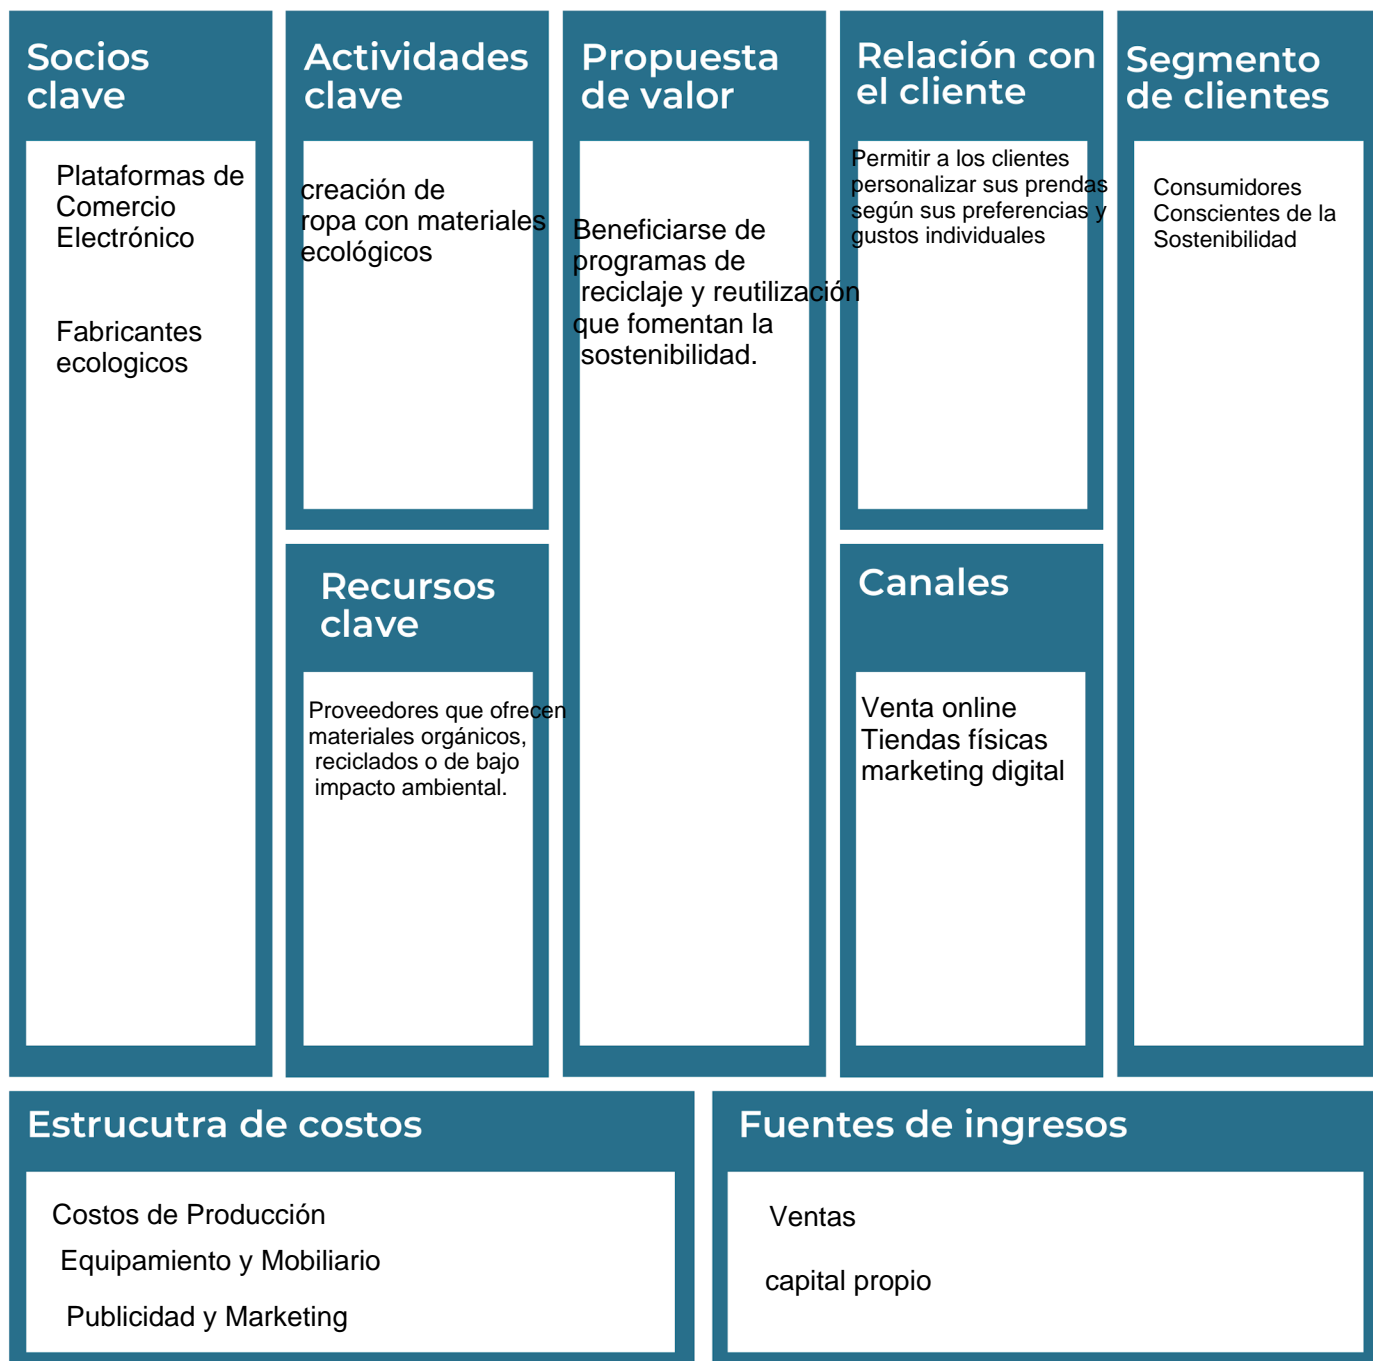 Socios
clave
Plataformas de
Comercio
Electrónico
Fabricantes
ecologicos
Actividades
clave
creación de
ropa con materiales
ecológicos
Recursos
clave
Proveedores que ofrecen
materiales orgánicos,
reciclados o de bajo
impacto ambiental.
Propuesta
de valor
Beneficiarse de
programas de
reciclaje y reutilización
que fomentan la
sostenibilidad.
Relación con
el cliente
Permitir a los clientes
personalizar sus prendas
según sus preferencias y
gustos individuales
Canales
Venta online
Tiendas físicas
marketing digital
Segmento
de clientes
Consumidores
Conscientes de la
Sostenibilidad
Estrucutra de costos
Costos de Producción
Equipamiento y Mobiliario
Publicidad y Marketing
Fuentes de ingresos
Ventas
capital propio